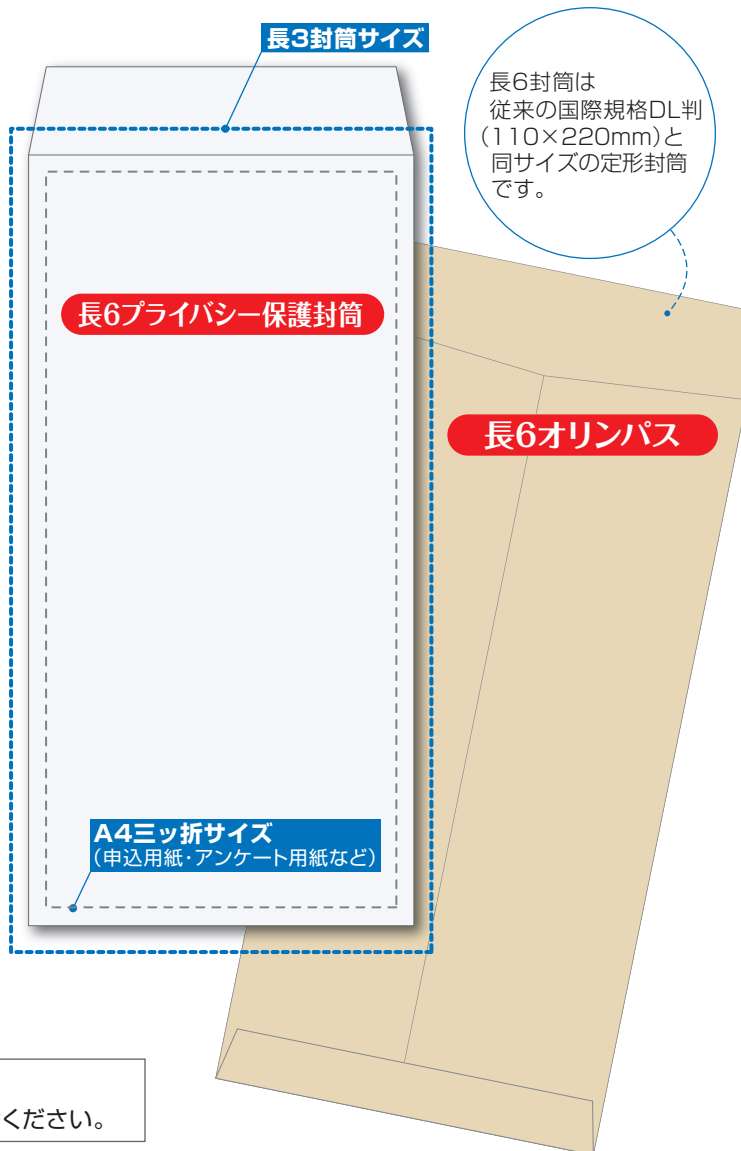 長3封筒サイズ
長6封筒は
従来の国際規格DL判
(110×220mm)と
同サイズの定形封筒
です。
長6プライバシー保護封筒
長6オリンパス
A4三ッ折サイズ
(申込用紙・アンケート用紙など)
ください。